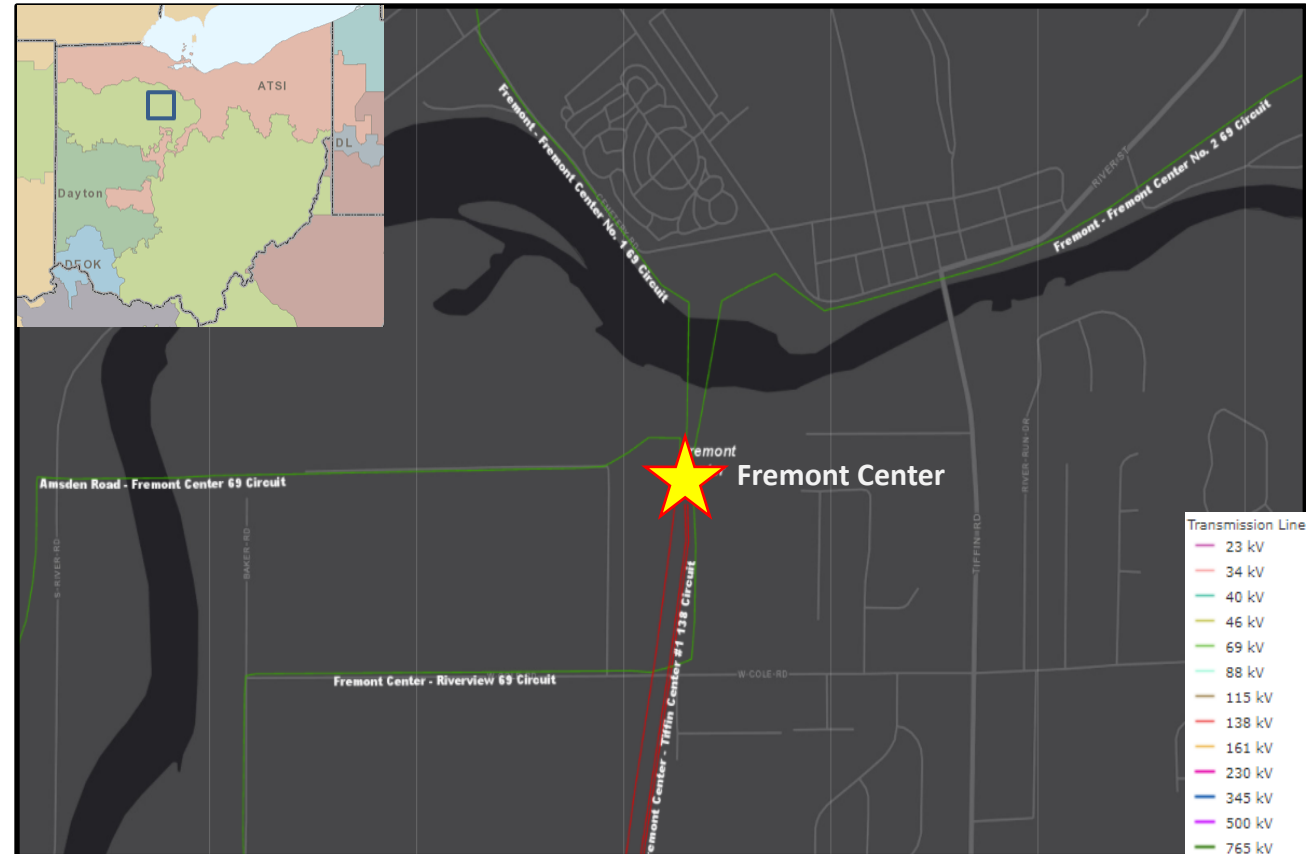 ATSI
DL
Dayton
DEOK
Fremont - Fremont Center No. 1 69 Circuit
CEMETERY-RD
RIVER-ST
Fremont - Fremont Center No. 2 69 Circuit
Fremont Center
Amsden Road - Fremont Center 69 Circuit
S-RIVER-RD
BAKER-RD
TIFFIN-RD
RIVER-RUN-DR
Fremont Center - Riverview 69 Circuit
W-COLE-RD
emont Center - Tiffin Center #1 138 Circuit
Transmission Line
23 kV
34 kV
40 kV
46 kV
69 kV
88 kV
115 kV
138 kV
161 kV
230 kV
345 kV
500 kV
765 kV